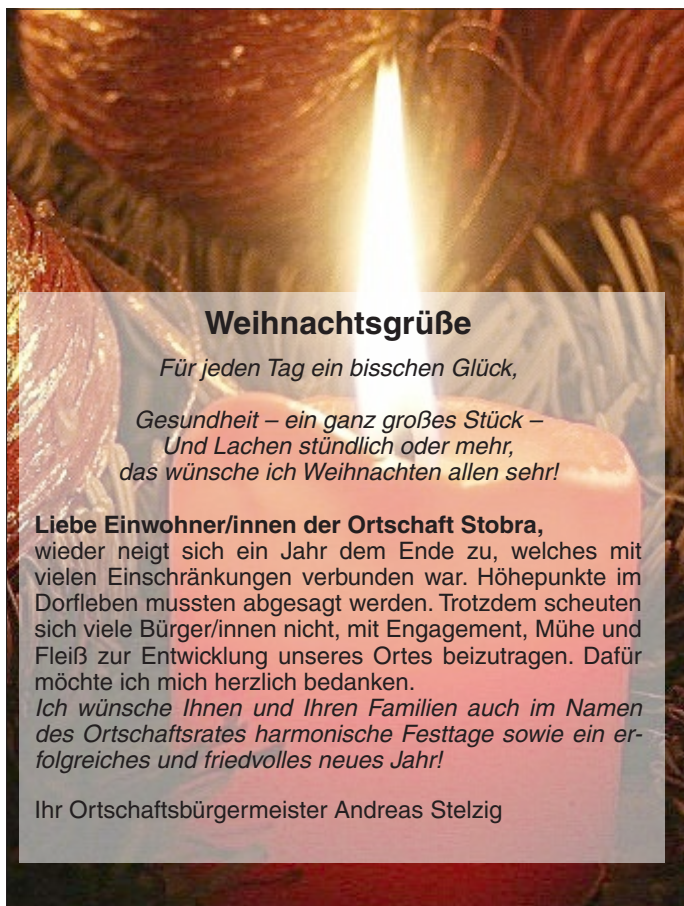 Weihnachtsgrüße
Für jeden Tag ein bisschen Glück,
Gesundheit – ein ganz großes Stück –
Und Lachen stündlich oder mehr,
das wünsche ich Weihnachten allen sehr!
Liebe Einwohner/innen der Ortschaft Stobra,
wieder neigt sich ein Jahr dem Ende zu, welches mit
vielen Einschränkungen verbunden war. Höhepunkte im
Dorfleben mussten abgesagt werden. Trotzdem scheuten
sich viele Bürger/innen nicht, mit Engagement, Mühe und
Fleiß zur Entwicklung unseres Ortes beizutragen. Dafür
möchte ich mich herzlich bedanken.
Ich wünsche Ihnen und Ihren Familien auch im Namen
des Ortschaftsrates harmonische Festtage sowie ein er-
folgreiches und friedvolles neues Jahr!
Ihr Ortschaftsbürgermeister Andreas Stelzig